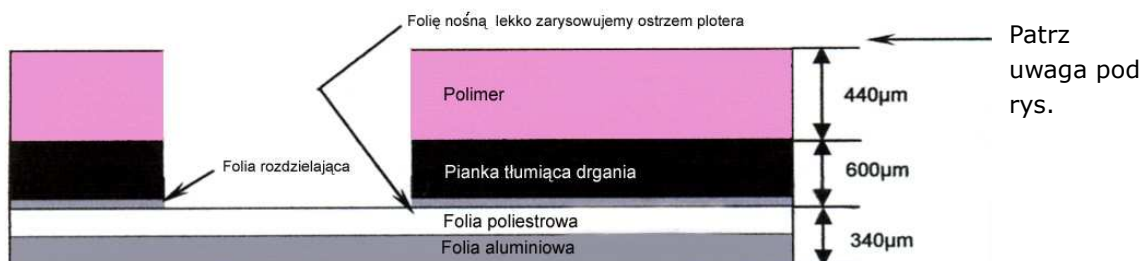 Folię nośną lekko zarysowujemy ostrzem plotera
Patrz
uwaga pod
rys.
Polimer
440µm
Folia rozdzielająca
Pianka tłumiąca drgania
600µm
Folia poliestrowa
340µm
Folia aluminiowa